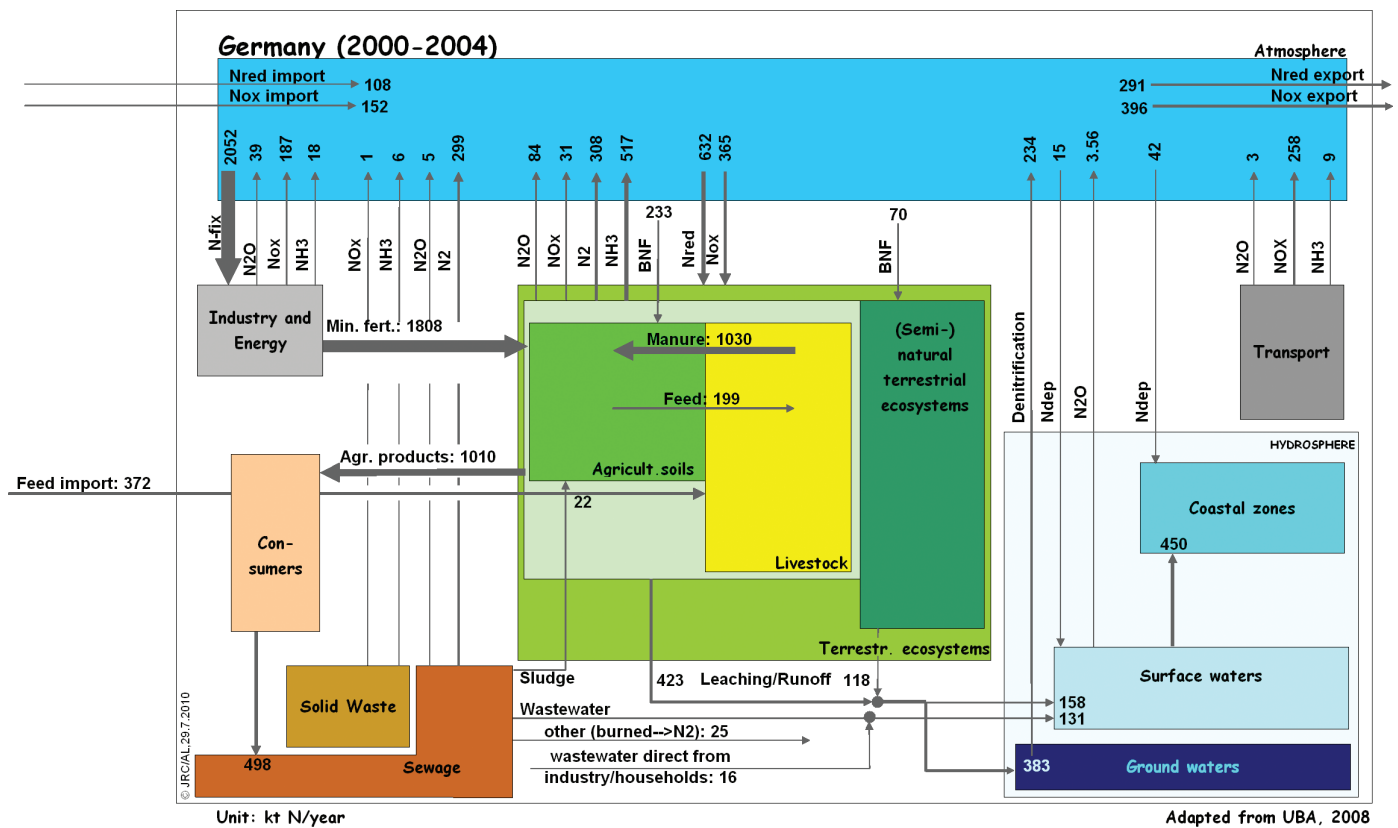 Germany (2000-2004)
Atmosphere
Nred import
108
291
Nred export
Nox import
152
396
Nox export
2052
39
187
18
1
6
5
299
84
31
308
517
632
365
234
15
3.56
42
3
258
9
N-fix
N2O
Nox
NH3
NOx
NH3
N2O
N2
N2O
NOx
N2
NH3
233
BNF
Nred
Nox
70
BNF
N2O
NOX
NH3
Industry and
Energy
Min. fert.: 1808
Manure: 1030
Feed: 199
(Semi-)
natural
terrestrial
ecosystems
Denitrification
Ndep
N2O
Ndep
Transport
HYDROSPHERE
Agr. products: 1010
Agricult.soils
Feed import: 372
22
Con-
sumers
Livestock
Coastal zones
450
Terrestr. ecosystems
Sludge
423
Leaching/Runoff
118
Surface waters
Solid Waste
Wastewater
158
131
other (burned-->N2): 25
wastewater direct from
industry/households: 16
498
Sewage
383
Ground waters
© JRC/AL,29.7.2010
Unit: kt N/year
Adapted from UBA, 2008